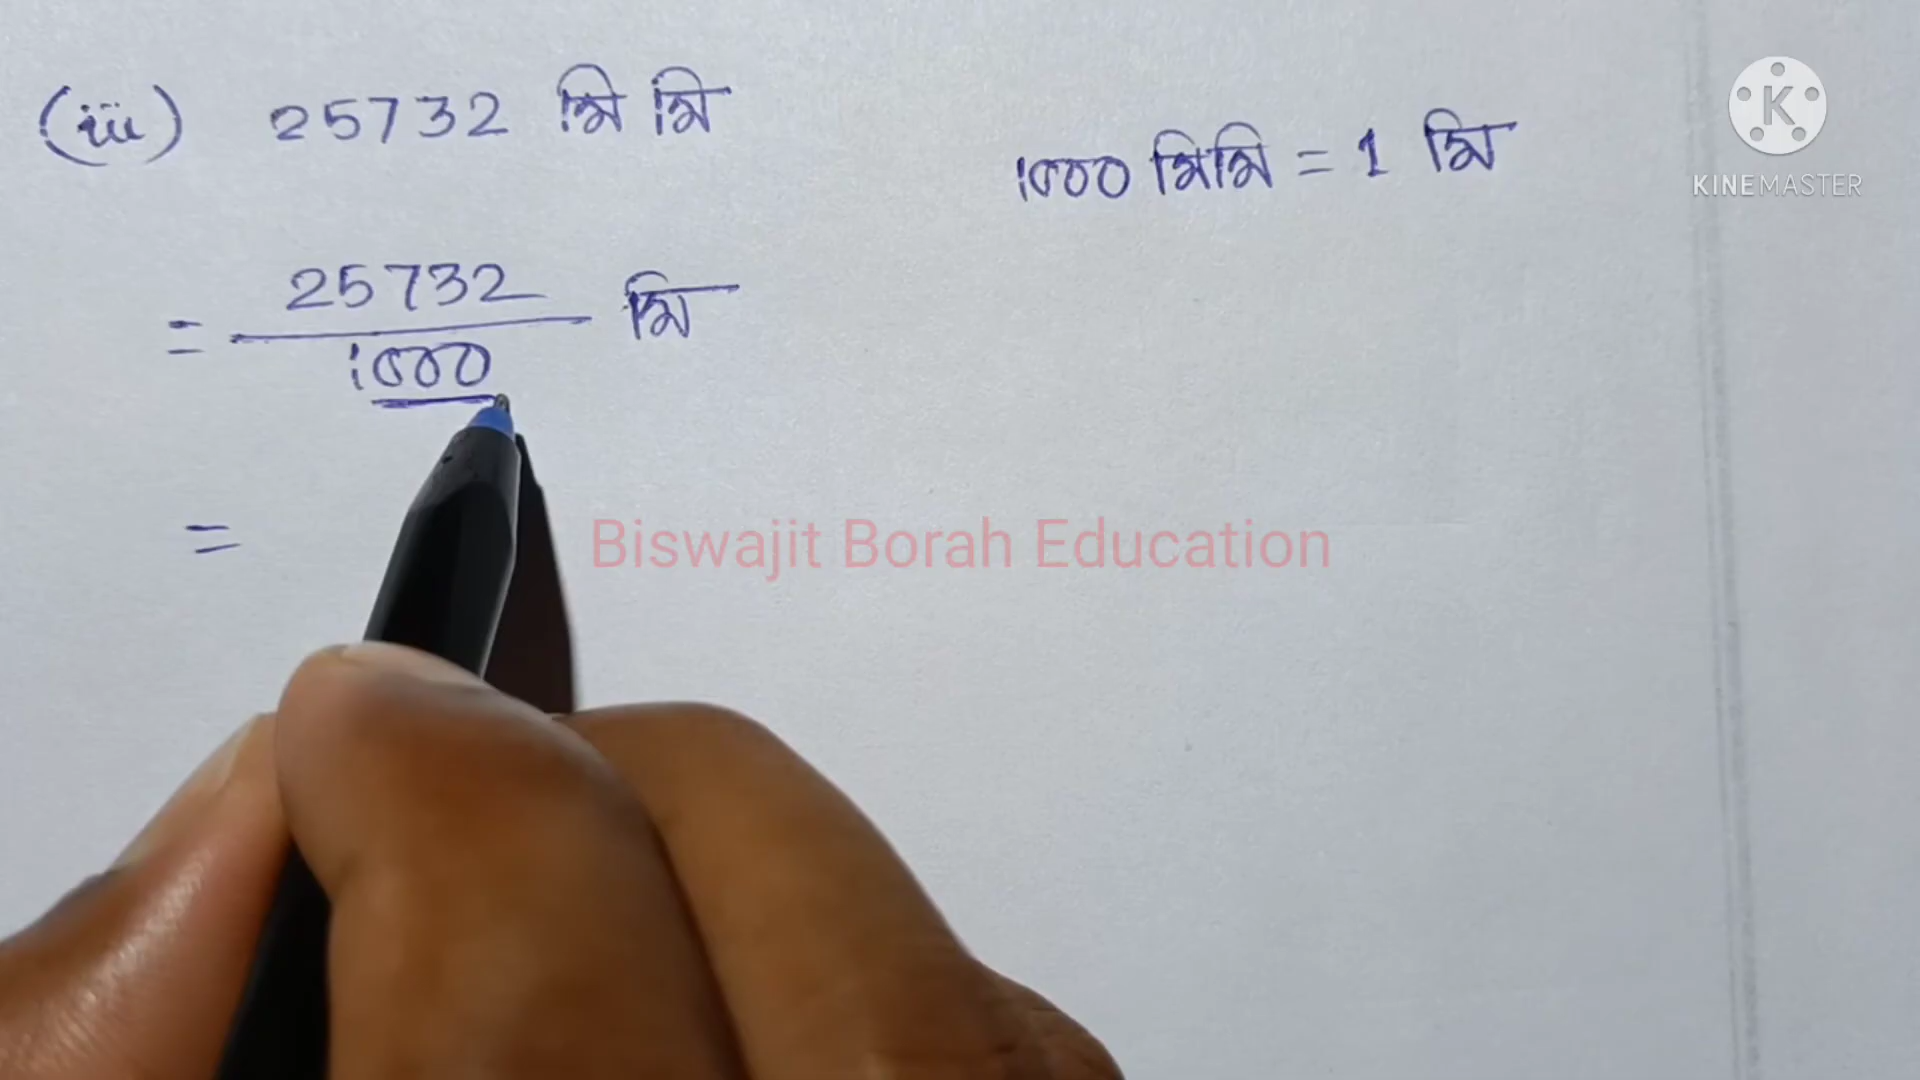 (iii) 25732 মি মি
1000 মিমি = 1 মি
= 25732
1000 মি
=
Biswajit Borah Education
K
KINEMASTER